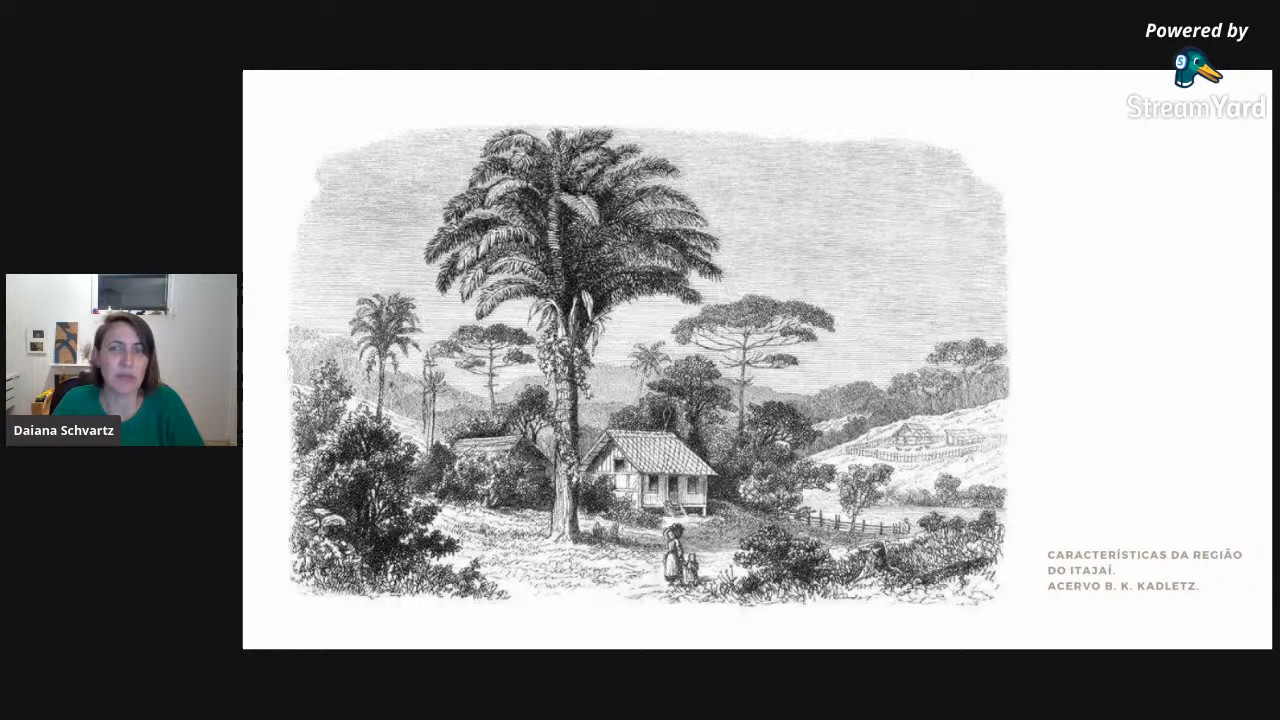 Powered by
StreamYard
Daiana Schvartz
CARACTERÍSTICAS DA REGIÃO
DO ITAJAÍ.
ACERVO B. K. KADLETZ.